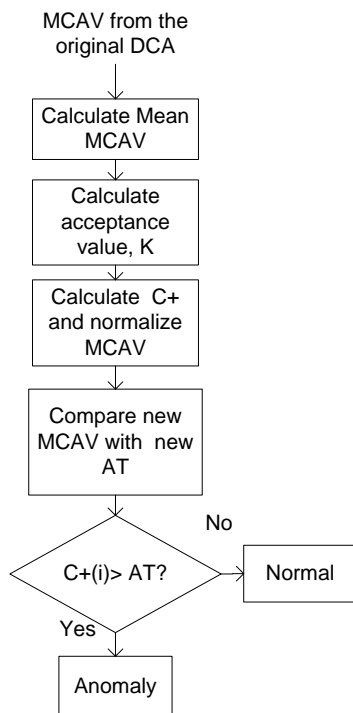 MCAV from the
original DCA
Calculate Mean
MCAV
Calculate
acceptance
value, K
Calculate C+
and normalize
MCAV
Compare new
MCAV with new
AT
No
C+(i)> AT?
Normal
Yes
Anomaly